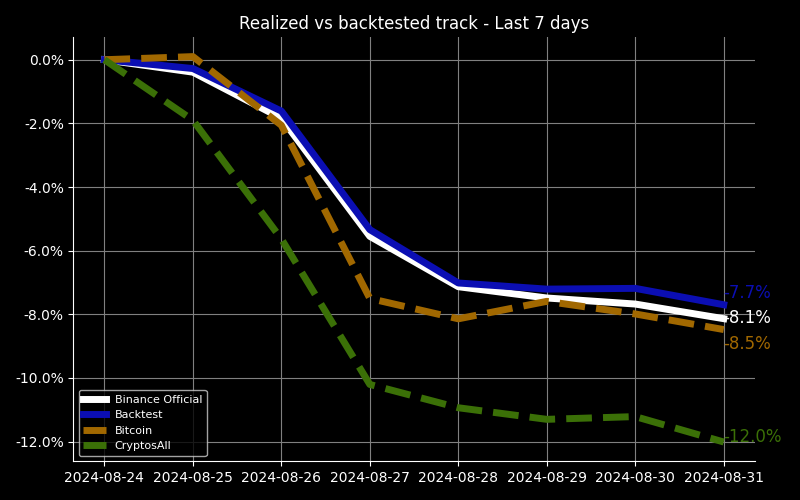 Realized vs backtested track - Last 7 days
0.0%
-2.0%
-4.0%
-6.0%
-8.0%
-10.0%
-12.0%
-7.7%
-8.1%
-8.5%
-12.0%
Binance Official
Backtest
Bitcoin
CryptosAll
2024-08-24 2024-08-25 2024-08-26 2024-08-27 2024-08-28 2024-08-29 2024-08-30 2024-08-31